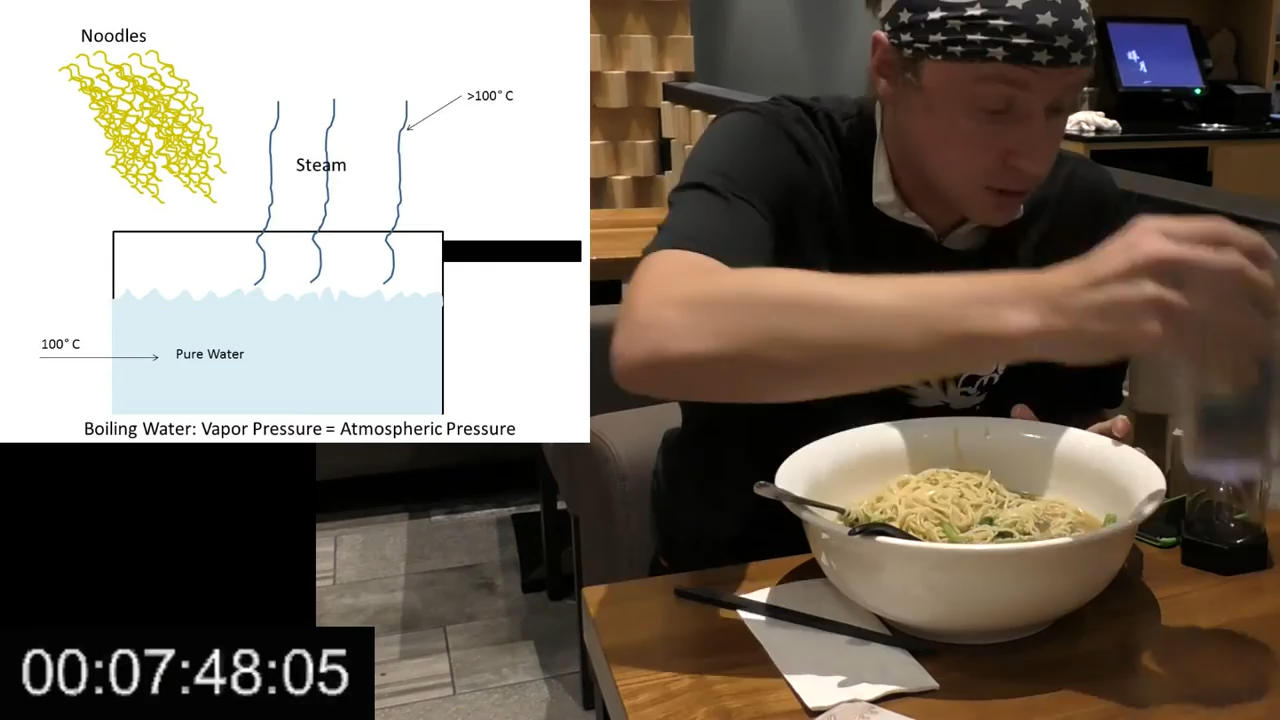 Noodles
>100° C
Steam
100° C
Pure Water
Boiling Water: Vapor Pressure = Atmospheric Pressure
00:07:48:05